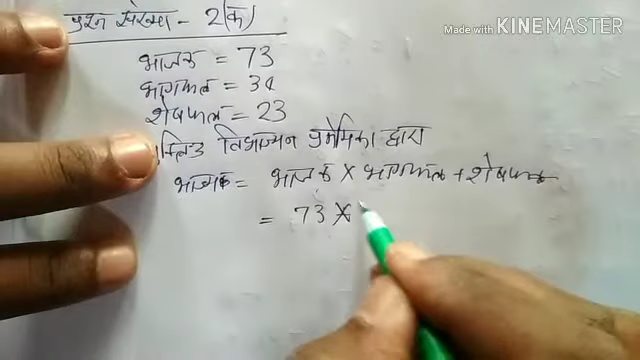 Made with KINEMASTER
प्रश्न संख्या - 2(क)
भाजक = 73
भागफल = 34
शेषफल = 23
विभाजन प्रमेयिका द्वारा
भाज्य = भाजक × भागफल + शेषफल
= 73 ×